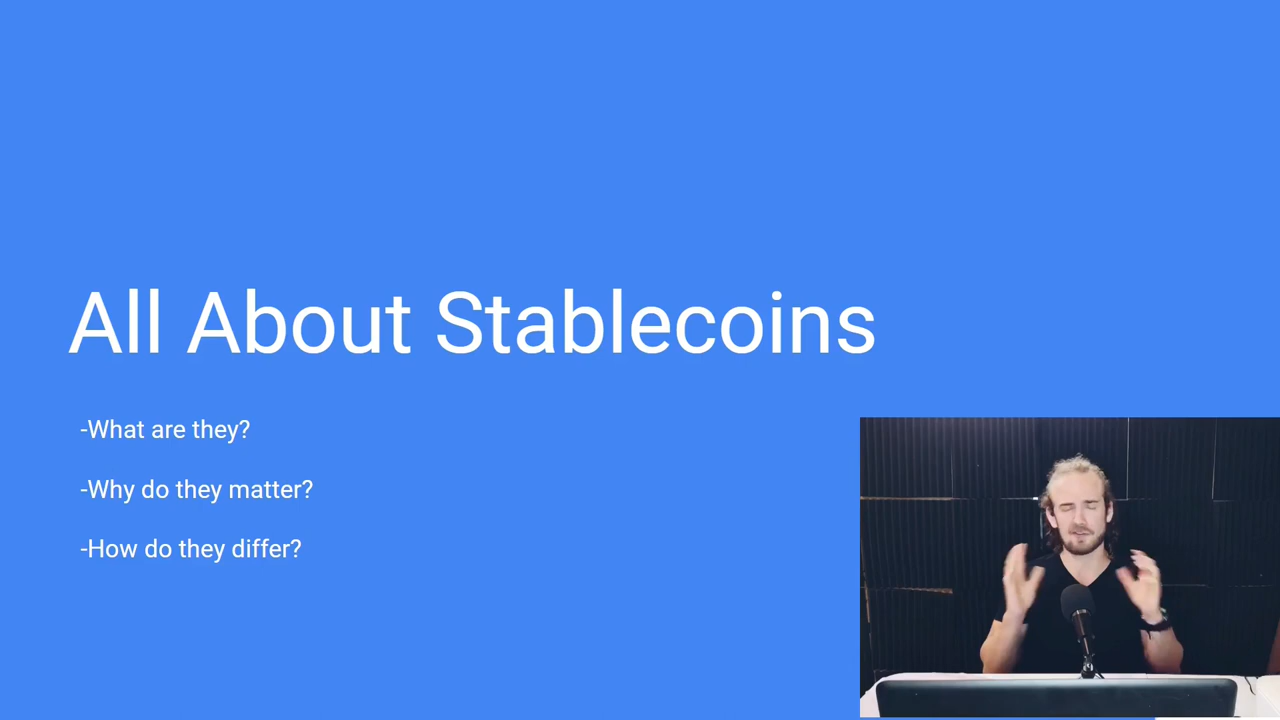 All About Stablecoins
-What are they?
-Why do they matter?
-How do they differ?